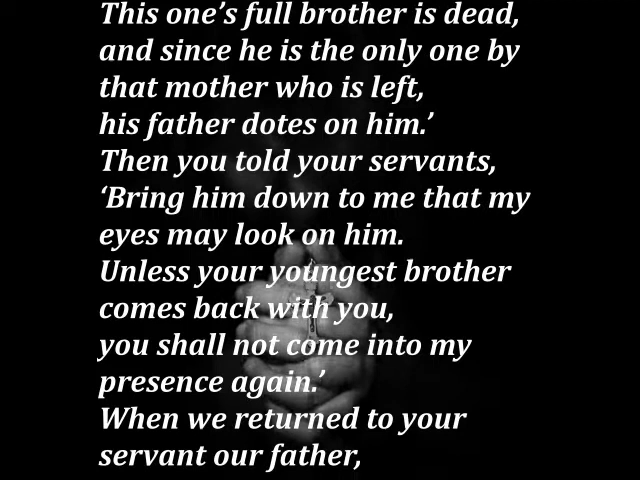 This one’s full brother is dead,
and since he is the only one by
that mother who is left,
his father dotes on him.’
Then you told your servants,
‘Bring him down to me that my
eyes may look on him.
Unless your youngest brother
comes back with you,
you shall not come into my
presence again.’
When we returned to your
servant our father,